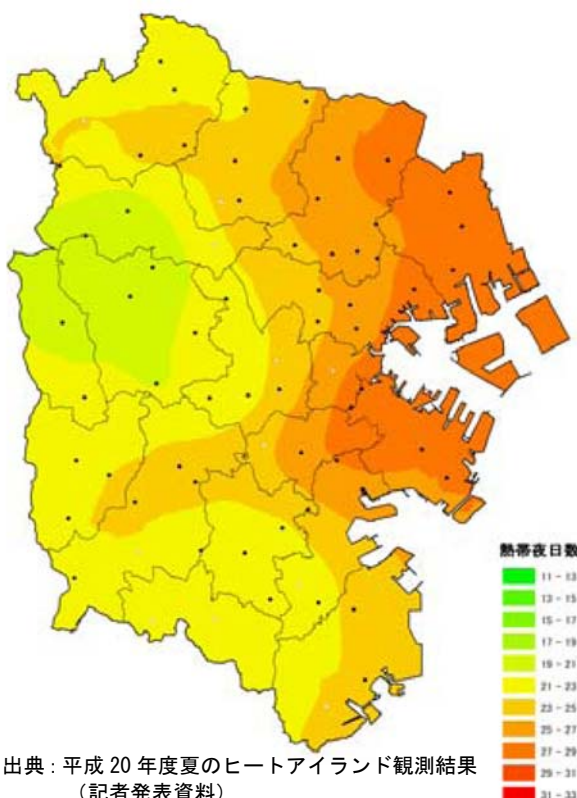 熱帯夜日数
11 - 13
13 - 15
15 - 17
17 - 19
19 - 21
21 - 23
23 - 25
25 - 27
27 - 29
29 - 31
31 - 33
出典 : 平成 20 年度夏のヒートアイランド観測結果
(記者発表資料)